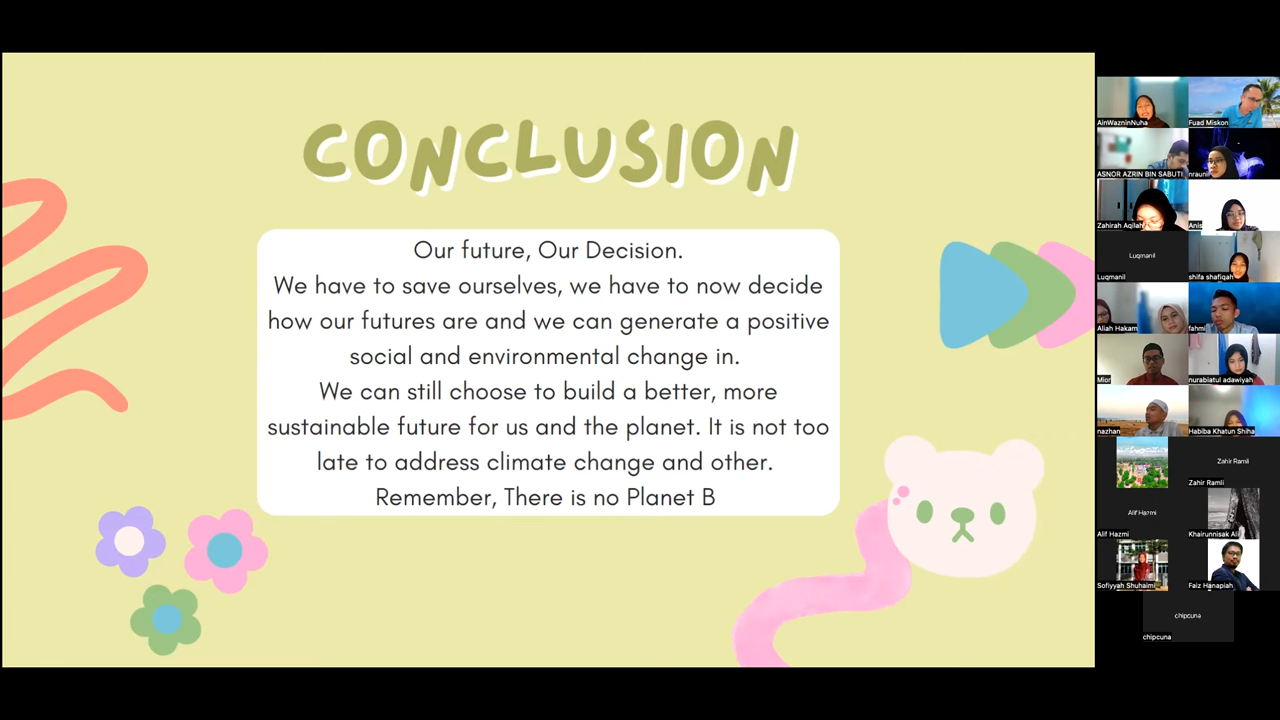 CONCLUSION
Our future, Our Decision.
We have to save ourselves, we have to now decide
how our futures are and we can generate a positive
social and environmental change in.
We can still choose to build a better, more
sustainable future for us and the planet. It is not too
late to address climate change and other.
Remember, There is no Planet B
AinWazninNuha
Fuad Miskon
ASNOR AZRIN BIN SABUTI
nraunii
Zahirah Aqilah
Anis
Luqmanil
Luqmanil
shifa shafiqah
Aliah Hakam
fahmi
Mior
nurabiatul adawiyah
nazhan
Habiba Khatun Shiha
Zahir Ramli
Zahir Ramli
Alif Hazmi
Alif Hazmi
Khairunnisak Ali
Sofiyyah Shuhaimi
Faiz Hanapiah
chipcuna
chipcuna